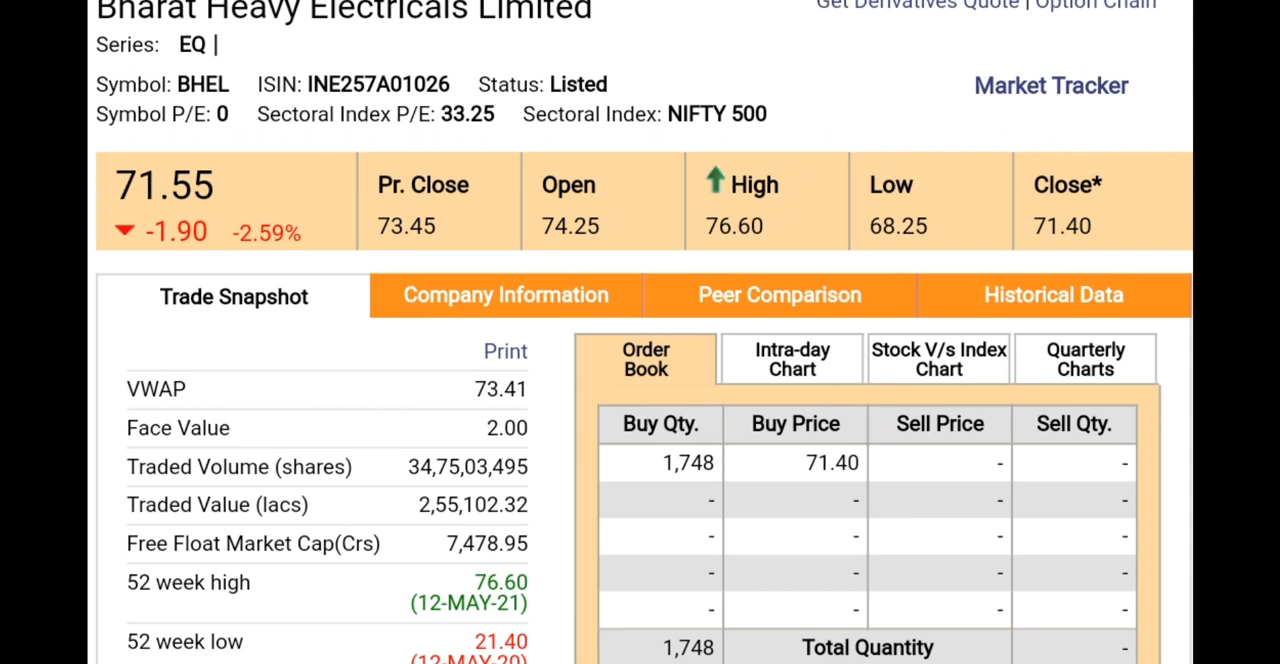 Bharat Heavy Electricals Limited
Get Derivatives Quote | Option Chain
Series: EQ |
Symbol: BHEL ISIN: INE257A01026 Status: Listed
Market Tracker
Symbol P/E: 0 Sectoral Index P/E: 33.25 Sectoral Index: NIFTY 500
71.55
-1.90 -2.59%
Pr. Close
73.45
Open
74.25
High
76.60
Low
68.25
Close*
71.40
Trade Snapshot Company Information Peer Comparison Historical Data
Print
VWAP 73.41
Face Value 2.00
Traded Volume (shares) 34,75,03,495
Traded Value (lacs) 2,55,102.32
Free Float Market Cap(Crs) 7,478.95
52 week high 76.60
(12-MAY-21)
52 week low 21.40
(12-MAY-20)
Order
Book
Intra-day
Chart
Stock V/s Index
Chart
Quarterly
Charts
Buy Qty. Buy Price Sell Price Sell Qty.
1,748 71.40 - -
- - - -
- - - -
- - - -
- - - -
1,748 Total Quantity -